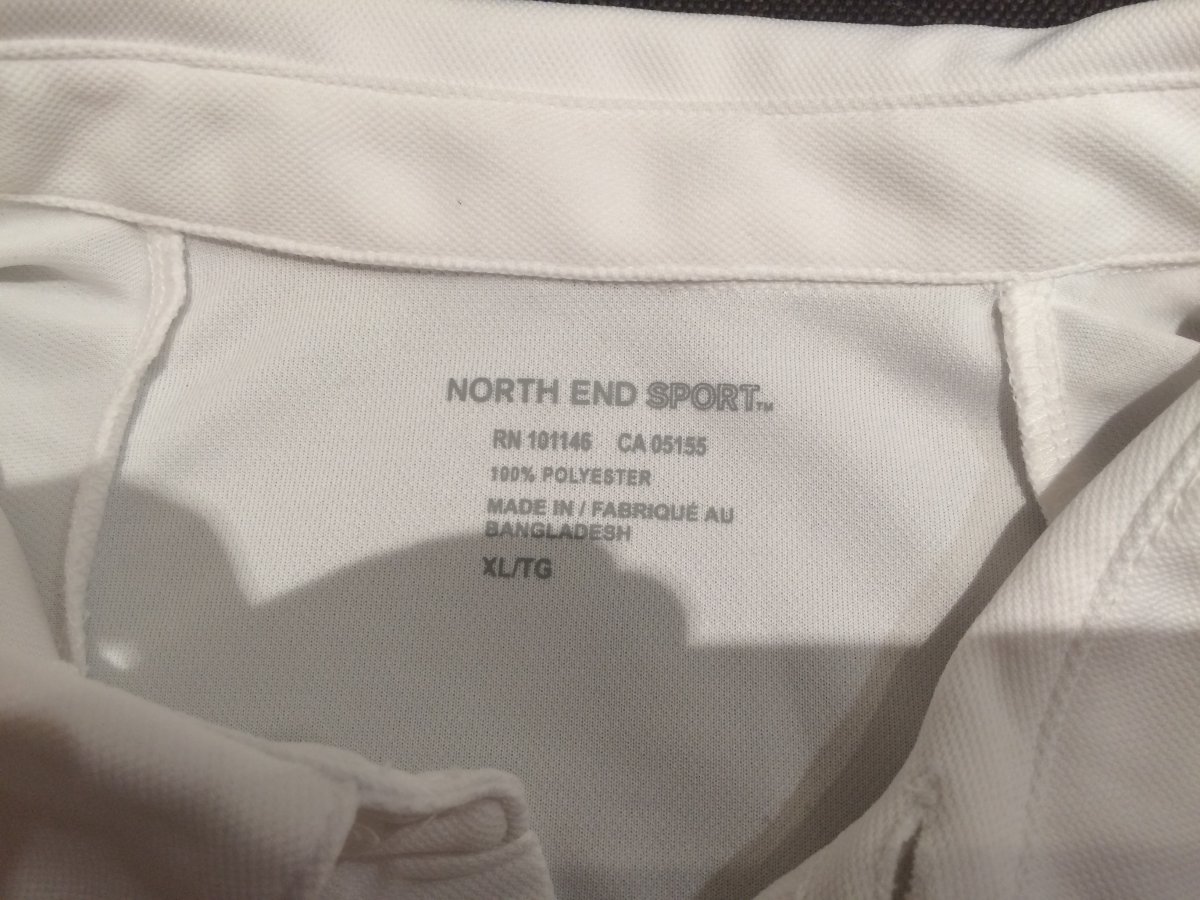 NORTH END SPORT™
RN 101146 CA 05155
100% POLYESTER
MADE IN / FABRIQUÉ AU
BANGLADESH
XL/TG